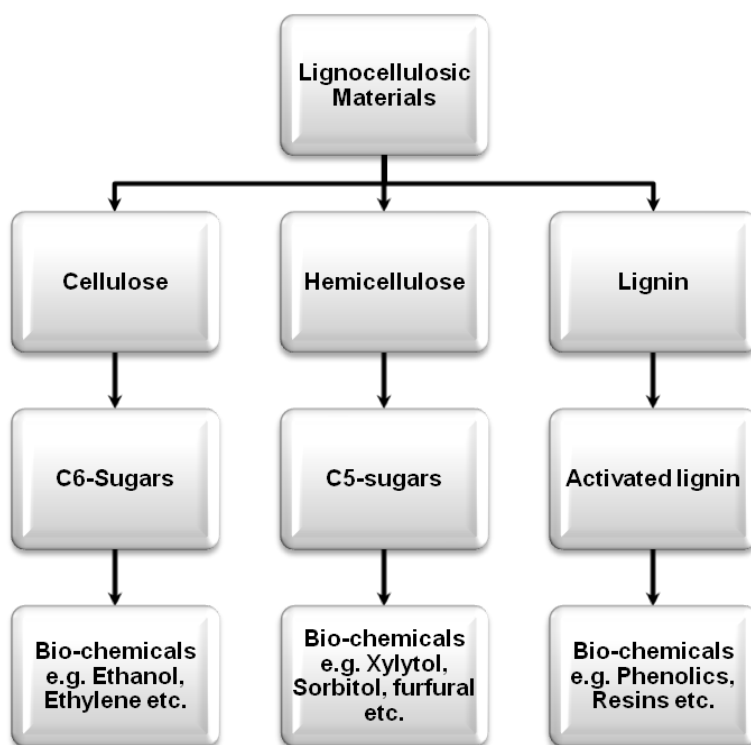 Lignocellulosic
Materials
Cellulose
Hemicellulose
Lignin
C6-Sugars
C5-sugars
Activated lignin
Bio-chemicals
e.g. Ethanol,
Ethylene etc.
Bio-chemicals
e.g. Xylytol,
Sorbitol, furfural
etc.
Bio-chemicals
e.g. Phenolics,
Resins etc.